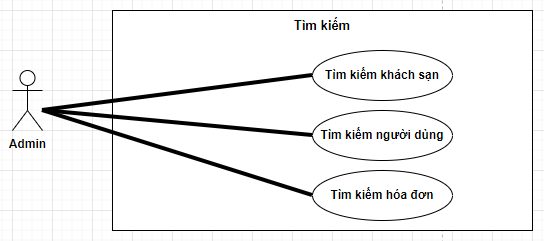 Tìm kiếm
Tìm kiếm khách sạn
Admin
Tìm kiếm người dùng
Tìm kiếm hóa đơn